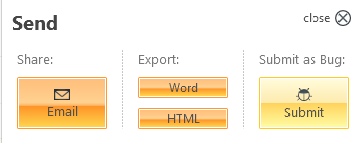 Send
close
Share:
Export:
Submit as Bug:
Email
Word
HTML
Submit